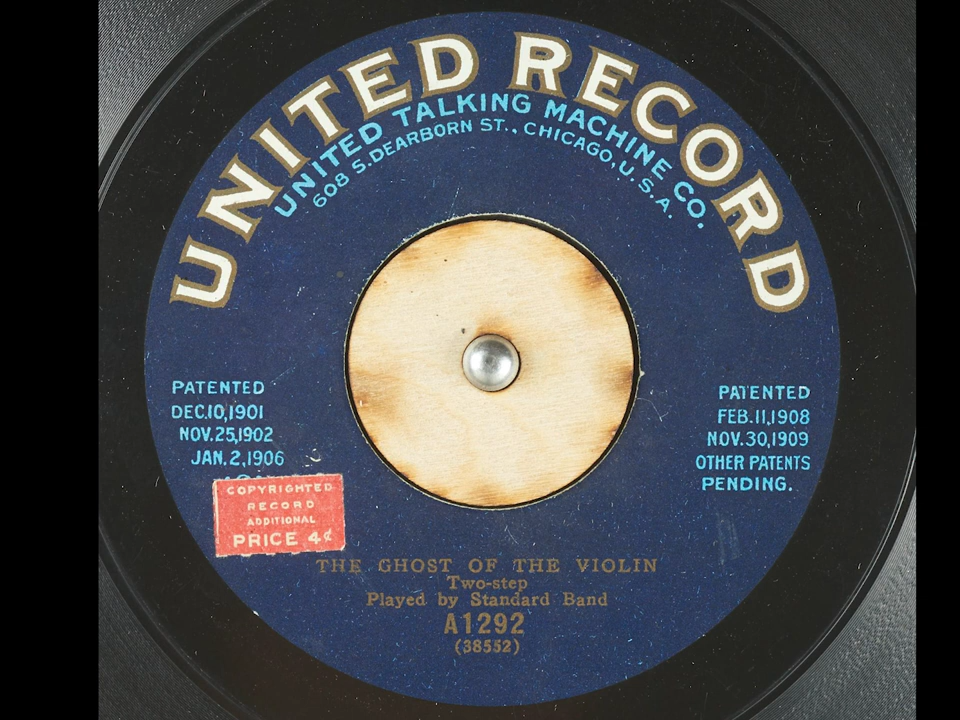 UNITED RECORD
UNITED TALKING MACHINE CO.
608 S. DEARBORN ST., CHICAGO, U.S.A.
PATENTED
DEC.10,1901
NOV.25,1902
JAN.2,1906
PATENTED
FEB.11,1908
NOV.30,1909
OTHER PATENTS
PENDING.
COPYRIGHTED
RECORD
ADDITIONAL
PRICE 4¢
THE GHOST OF THE VIOLIN
Two-step
Played by Standard Band
A1292
(38552)